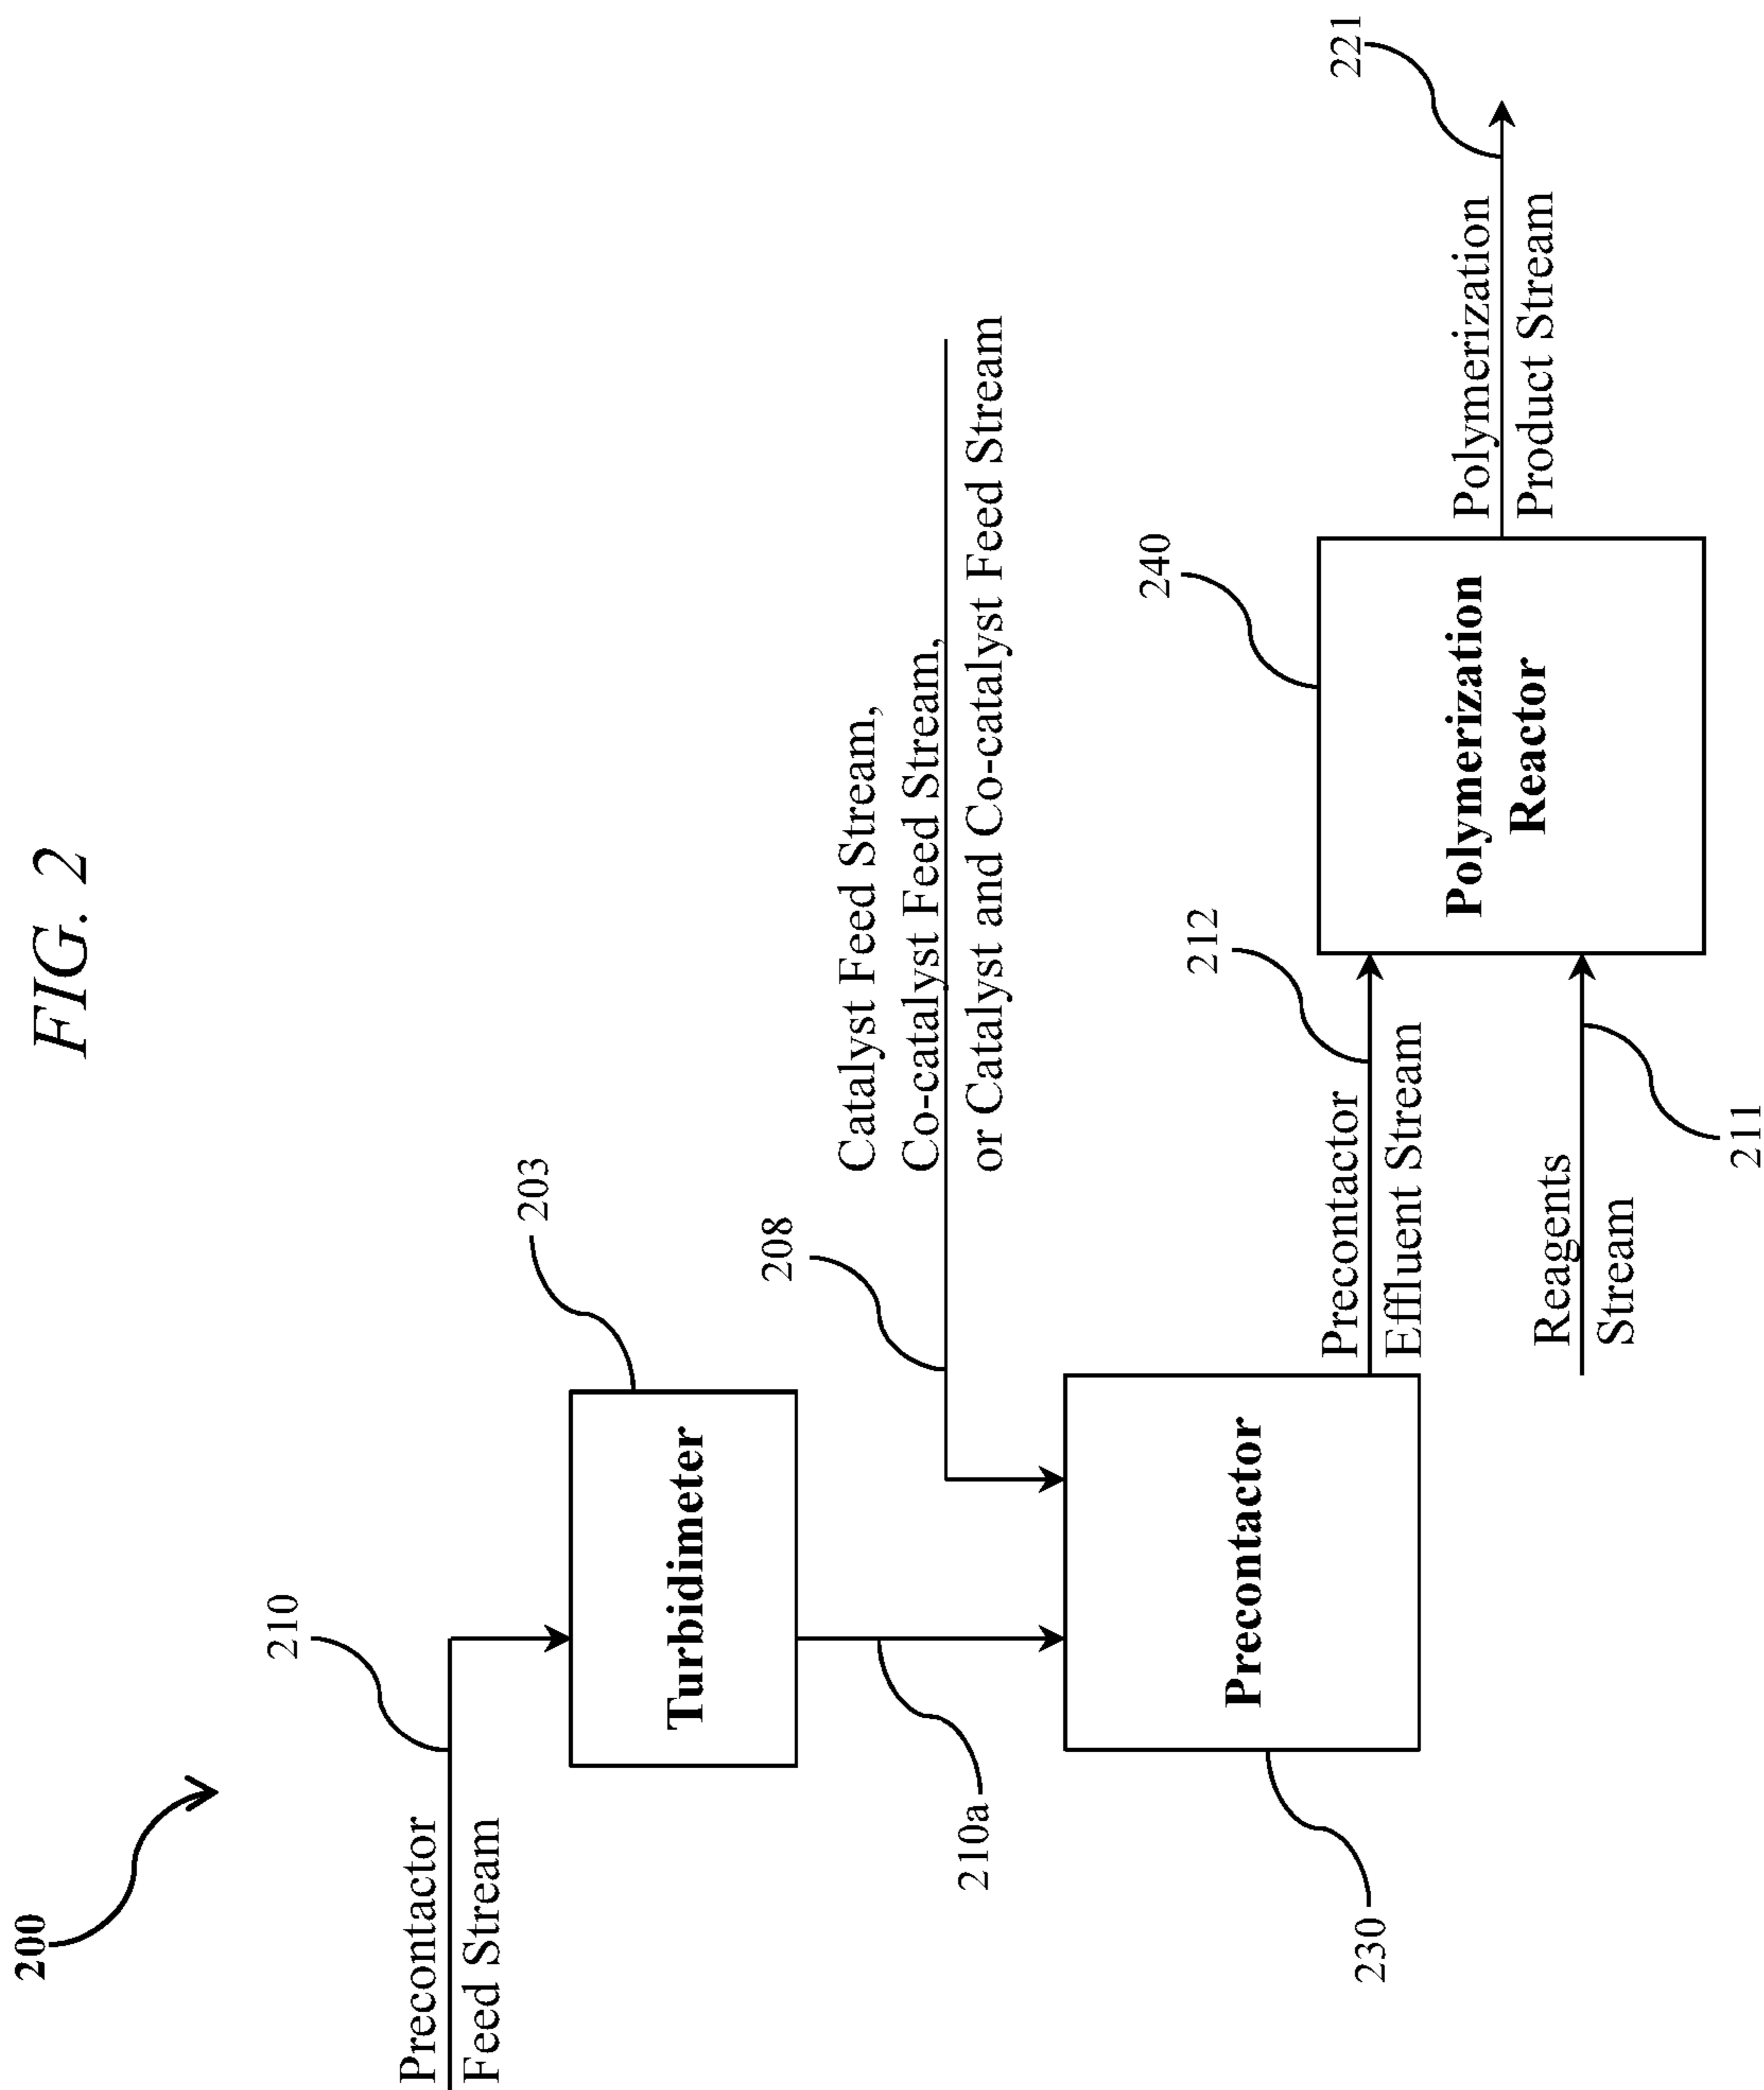 FIG. 2
200
210
Precontactor
Feed Stream
203
Turbidimeter
208
Catalyst Feed Stream,
Co-catalyst Feed Stream,
or Catalyst and Co-catalyst Feed Stream
210a
Precontactor
230
Precontactor
Effluent Stream
212
240
Polymerization
Reactor
Reagents
Stream
211
Polymerization
Product Stream
221